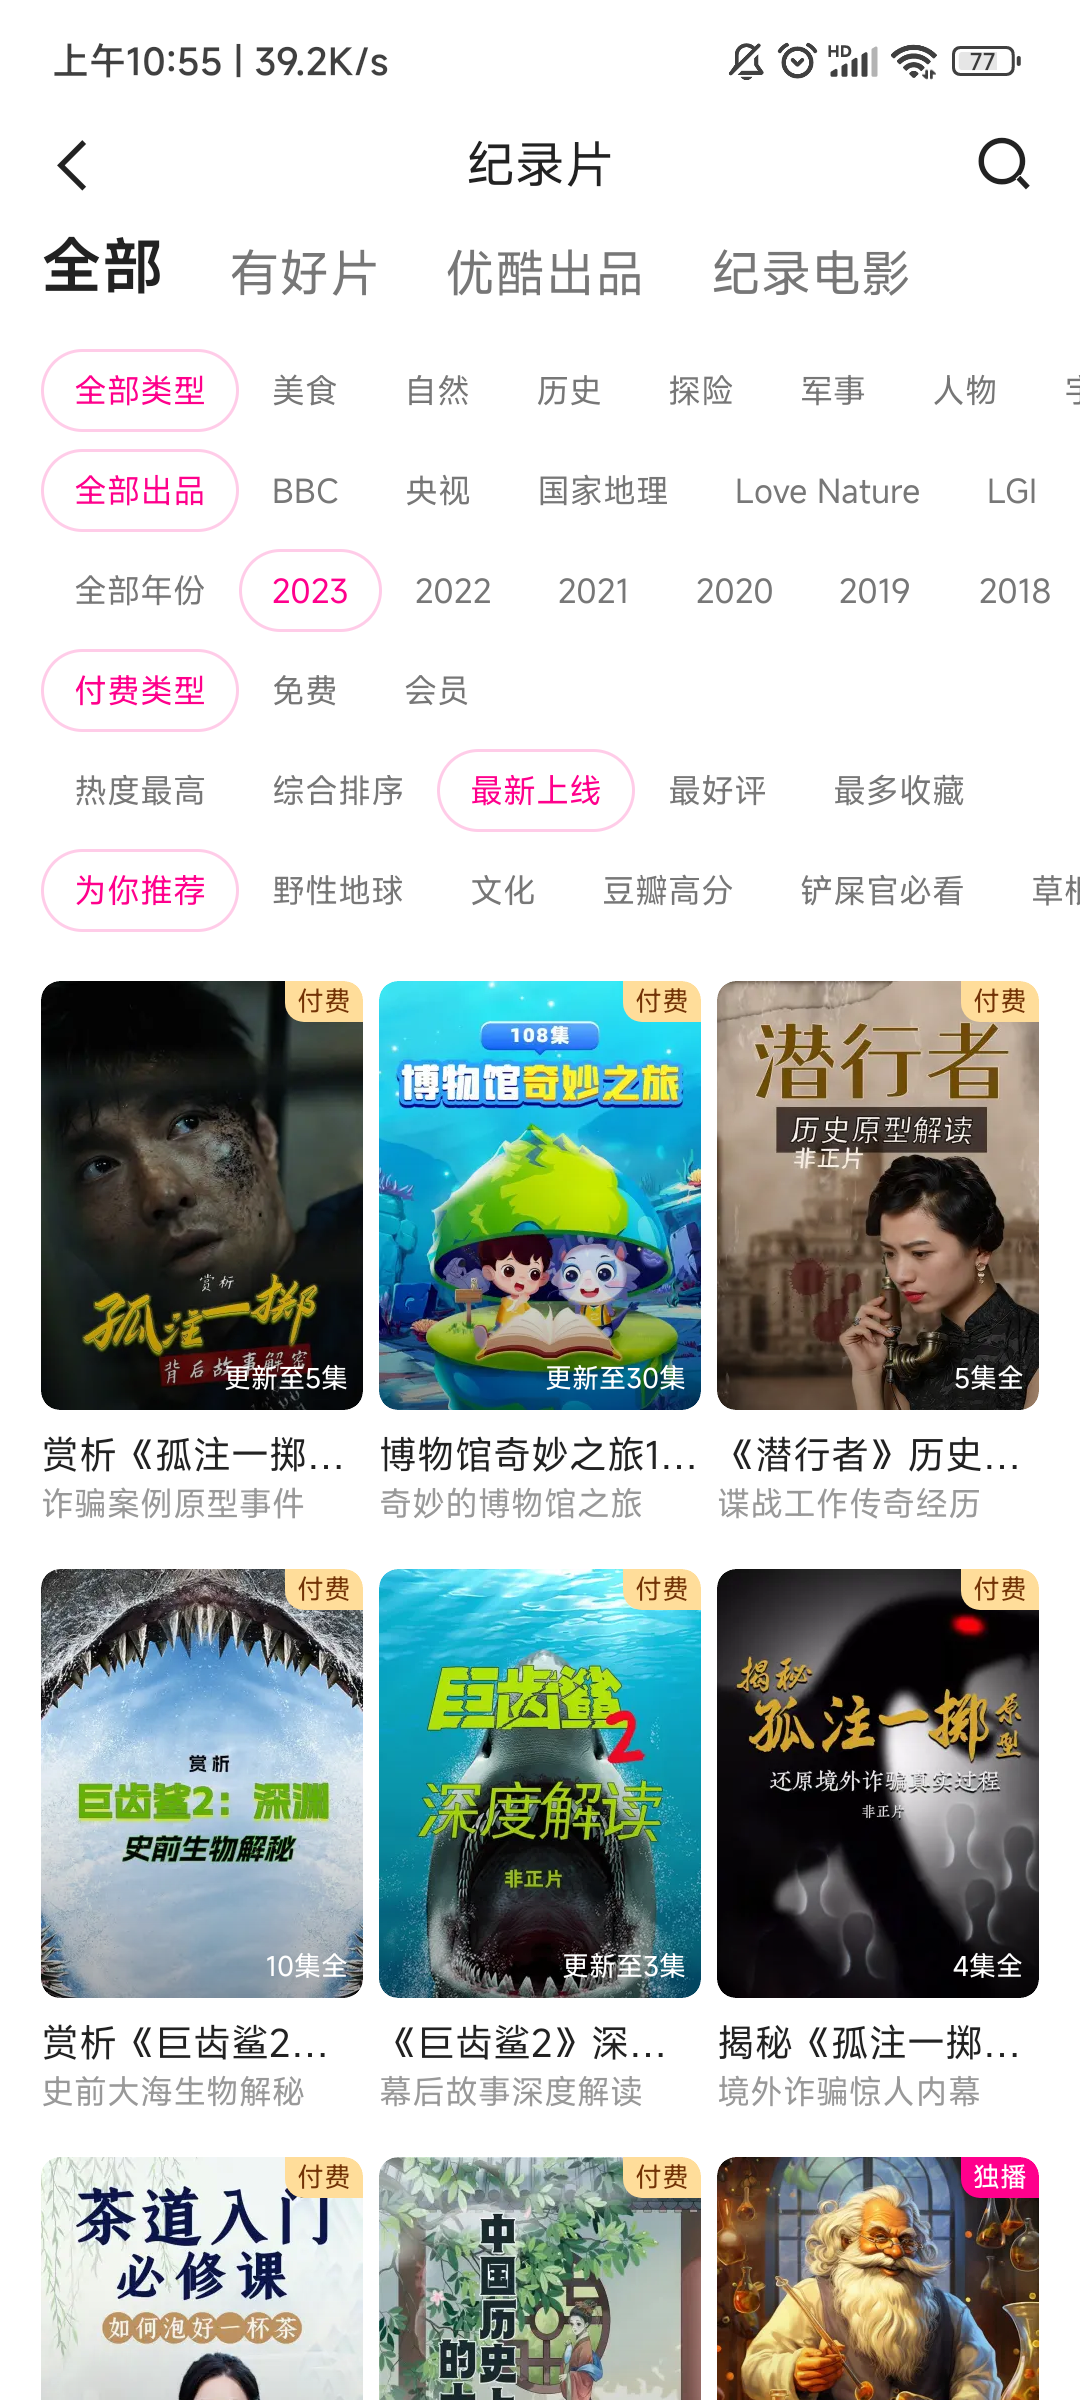 上午10:55 | 39.2K/s
HD
77
纪录片
全部 有好片 优酷出品 纪录电影
全部类型 美食 自然 历史 探险 军事 人物
全部出品 BBC 央视 国家地理 Love Nature LGI
全部年份 2023 2022 2021 2020 2019 2018
付费类型 免费 会员
热度最高 综合排序 最新上线 最好评 最多收藏
为你推荐 野性地球 文化 豆瓣高分 铲屎官必看
付费
赏析
孤注一掷
背后故事解密
更新至5集
赏析《孤注一掷...
诈骗案例原型事件
付费
108集
博物馆奇妙之旅
更新至30集
博物馆奇妙之旅1...
奇妙的博物馆之旅
付费
潜行者
历史原型解读
非正片
5集全
《潜行者》历史...
谍战工作传奇经历
付费
赏析
巨齿鲨2：深渊
史前生物解秘
10集全
赏析《巨齿鲨2...
史前大海生物解秘
付费
巨齿鲨2
深度解读
非正片
更新至3集
《巨齿鲨2》深...
幕后故事深度解读
付费
揭秘
孤注一掷原型
还原境外诈骗真实过程
非正片
4集全
揭秘《孤注一掷...
境外诈骗惊人内幕
付费
茶道入门
必修课
如何泡好一杯茶
付费
中国历史
的
独播